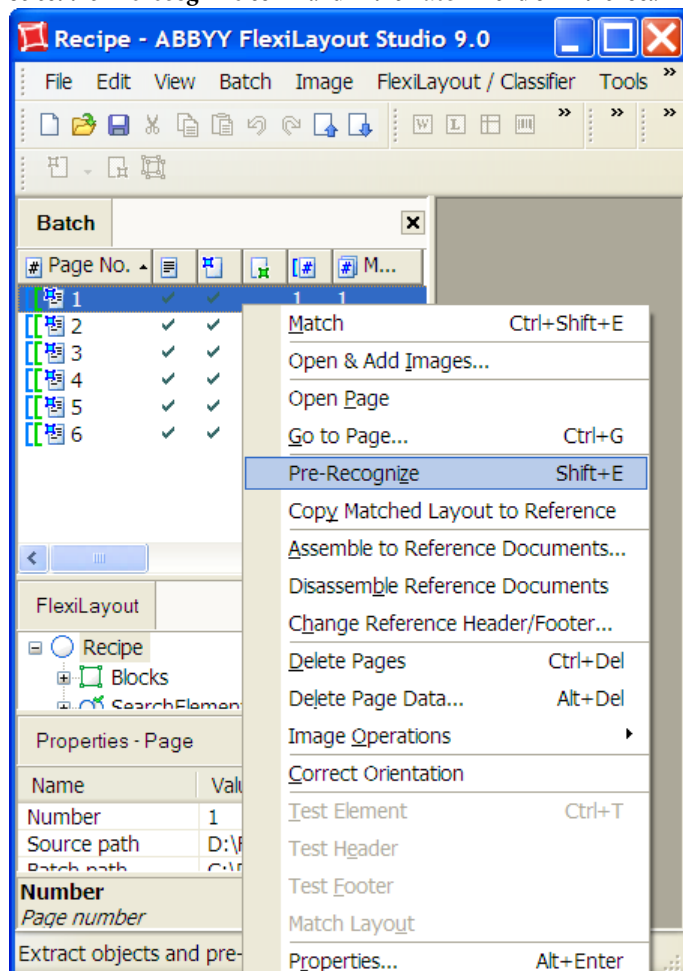 Recipe - ABBYY FlexiLayout Studio 9.0
File Edit View Batch Image FlexiLayout / Classifier Tools »
Batch
# Page No. M...
1 1 1
2
3
4
5
6
Match Ctrl+Shift+E
Open & Add Images...
Open Page
Go to Page... Ctrl+G
Pre-Recognize Shift+E
Copy Matched Layout to Reference
Assemble to Reference Documents...
Disassemble Reference Documents
Change Reference Header/Footer...
Delete Pages Ctrl+Del
Delete Page Data... Alt+Del
Image Operations
Correct Orientation
Test Element Ctrl+T
Test Header
Test Footer
Match Layout
Properties... Alt+Enter
FlexiLayout
Recipe
Blocks
SearchElemen
Properties - Page
Name Valu
Number 1
Source path D:\
Batch path C:\
Number
Page number
Extract objects and pre-